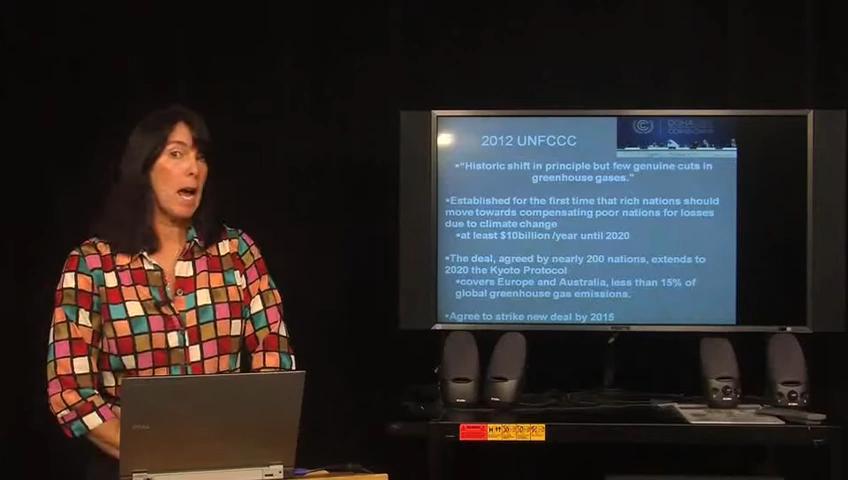 2012 UNFCCC
DOHA
▪“Historic shift in principle but few genuine cuts in
greenhouse gases.”
▪Established for the first time that rich nations should
move towards compensating poor nations for losses
due to climate change
▪at least $10billion /year until 2020
▪The deal, agreed by nearly 200 nations, extends to
2020 the Kyoto Protocol
▪covers Europe and Australia, less than 15% of
global greenhouse gas emissions.
▪Agree to strike new deal by 2015
DELL